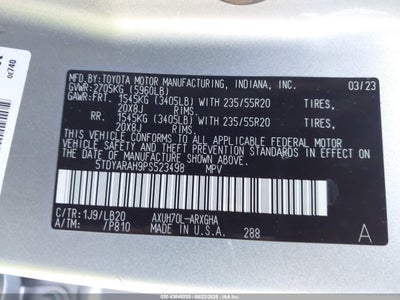 MFD.BY:TOYOTA MOTOR MANUFACTURING, INDIANA, INC. 03/23
GVWR:2705KG (5960LB)
GAWR:FRT. 1545KG (3405LB) WITH 235/55R20 TIRES,
20X8J RIMS
RR. 1545KG (3405LB) WITH 235/55R20 TIRES,
20X8J RIMS
THIS VEHICLE CONFORMS TO ALL APPLICABLE FEDERAL MOTOR
VEHICLE SAFETY STANDARDS IN EFFECT ON THE DATE OF
MANUFACTURE SHOWN ABOVE.
5TDYARAH9PS523498 MPV
C/TR:1J9/LB20 AXUH70L-ARXGHA
A/TM: /P810 MADE IN U.S.A. 288 A
0E740